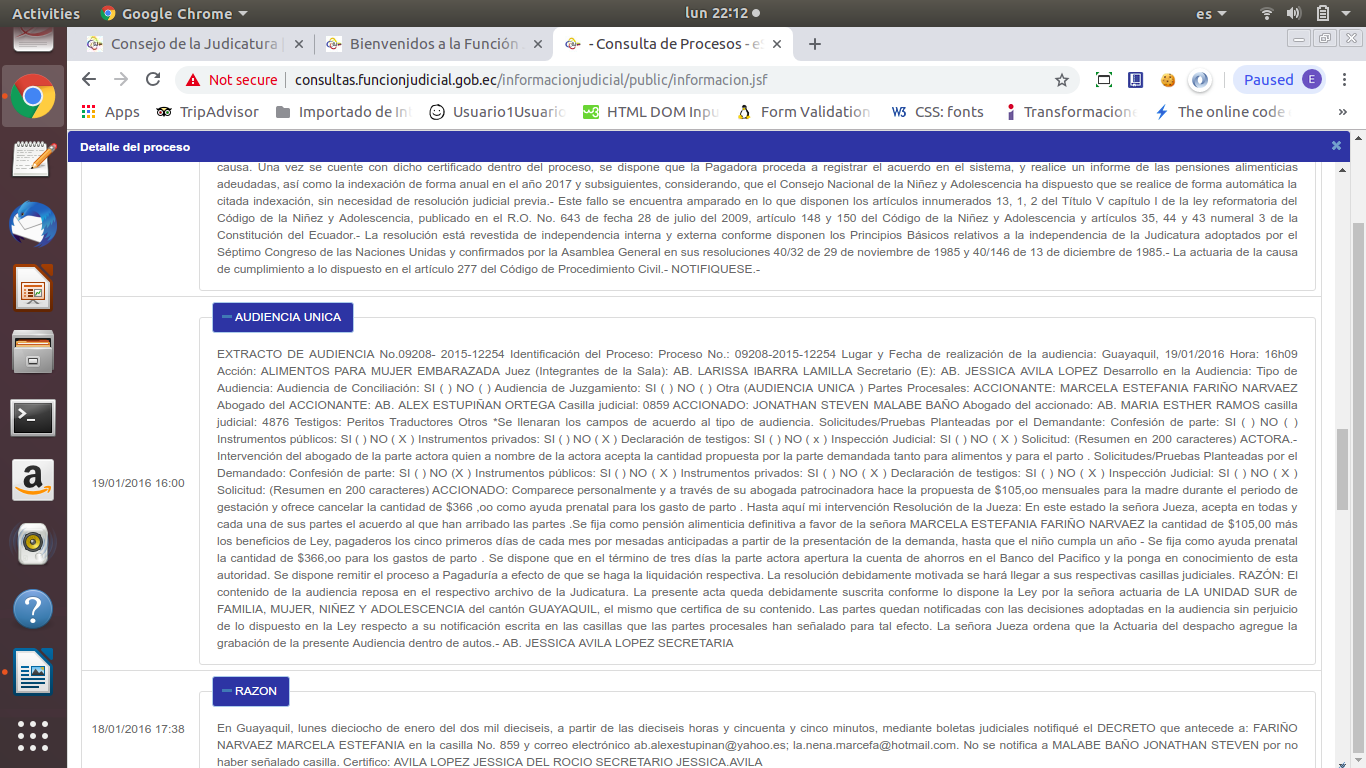 Activities
Google Chrome
lun 22:12
es
Consejo de la Judicatura
Bienvenidos a la Función
- Consulta de Procesos - e
Not secure
consultas.funcionjudicial.gob.ec/informacionjudicial/public/informacion.jsf
Paused
E
Apps
TripAdvisor
Importado de In
Usuario1Usuario
HTML DOM Inpu
Form Validation
CSS: fonts
Transformacione
The online code
»
Detalle del proceso
causa. Una vez se cuente con dicho certificado dentro del proceso, se dispone que la Pagadora proceda a registrar el acuerdo en el sistema, y realice un informe de las pensiones alimenticias
adeudadas, así como la indexación de forma anual en el año 2017 y subsiguientes, considerando, que el Consejo Nacional de la Niñez y Adolescencia ha dispuesto que se realice de forma automática la
citada indexación, sin necesidad de resolución judicial previa.- Este fallo se encuentra amparado en lo que disponen los artículos innumerados 13, 1, 2 del Título V capítulo I de la ley reformatoria del
Código de la Niñez y Adolescencia, publicado en el R.O. No. 643 de fecha 28 de julio del 2009, artículo 148 y 150 del Código de la Niñez y Adolescencia y artículos 35, 44 y 43 numeral 3 de la
Constitución del Ecuador.- La resolución está revestida de independencia interna y externa conforme disponen los Principios Básicos relativos a la independencia de la Judicatura adoptados por el
Séptimo Congreso de las Naciones Unidas y confirmados por la Asamblea General en sus resoluciones 40/32 de 29 de noviembre de 1985 y 40/146 de 13 de diciembre de 1985.- La actuaria de la causa
de cumplimiento a lo dispuesto en el artículo 277 del Código de Procedimiento Civil.- NOTIFIQUESE.-
AUDIENCIA UNICA
19/01/2016 16:00
EXTRACTO DE AUDIENCIA No.09208- 2015-12254 Identificación del Proceso: Proceso No.: 09208-2015-12254 Lugar y Fecha de realización de la audiencia: Guayaquil, 19/01/2016 Hora: 16h09
Acción: ALIMENTOS PARA MUJER EMBARAZADA Juez (Integrantes de la Sala): AB. LARISSA IBARRA LAMILLA Secretario (E): AB. JESSICA AVILA LOPEZ Desarrollo en la Audiencia: Tipo de
Audiencia: Audiencia de Conciliación: SI ( ) NO ( ) Audiencia de Juzgamiento: SI ( ) NO ( ) Otra (AUDIENCIA UNICA ) Partes Procesales: ACCIONANTE: MARCELA ESTEFANIA FARIÑO NARVAEZ
Abogado del ACCIONANTE: AB. ALEX ESTUPIÑAN ORTEGA Casilla judicial: 0859 ACCIONADO: JONATHAN STEVEN MALABE BAÑO Abogado del accionado: AB. MARIA ESTHER RAMOS casilla
judicial: 4876 Testigos: Peritos Traductores Otros *Se llenaran los campos de acuerdo al tipo de audiencia. Solicitudes/Pruebas Planteadas por el Demandante: Confesión de parte: SI ( ) NO ( )
Instrumentos públicos: SI ( ) NO ( X ) Instrumentos privados: SI ( ) NO ( X ) Declaración de testigos: SI ( ) NO ( x ) Inspección Judicial: SI ( ) NO ( X ) Solicitud: (Resumen en 200 caracteres) ACTORA.-
Intervención del abogado de la parte actora quien a nombre de la actora acepta la cantidad propuesta por la parte demandada tanto para alimentos y para el parto . Solicitudes/Pruebas Planteadas por el
Demandado: Confesión de parte: SI ( ) NO (X ) Instrumentos públicos: SI ( ) NO ( X ) Instrumentos privados: SI ( ) NO ( X ) Declaración de testigos: SI ( ) NO ( X ) Inspección Judicial: SI ( ) NO ( X )
Solicitud: (Resumen en 200 caracteres) ACCIONADO: Comparece personalmente y a través de su abogada patrocinadora hace la propuesta de $105,oo mensuales para la madre durante el periodo de
gestación y ofrece cancelar la cantidad de $366 ,oo como ayuda prenatal para los gasto de parto . Hasta aquí mi intervención Resolución de la Jueza: En este estado la señora Jueza, acepta en todas y
cada una de sus partes el acuerdo al que han arribado las partes .Se fija como pensión alimenticia definitiva a favor de la señora MARCELA ESTEFANIA FARIÑO NARVAEZ la cantidad de $105,00 más
los beneficios de Ley, pagaderos los cinco primeros días de cada mes por mesadas anticipadas a partir de la presentación de la demanda, hasta que el niño cumpla un año - Se fija como ayuda prenatal
la cantidad de $366,oo para los gastos de parto . Se dispone que en el término de tres días la parte actora apertura la cuenta de ahorros en el Banco del Pacifico y la ponga en conocimiento de esta
autoridad. Se dispone remitir el proceso a Pagaduría a efecto de que se haga la liquidación respectiva. La resolución debidamente motivada se hará llegar a sus respectivas casillas judiciales. RAZÓN: El
contenido de la audiencia reposa en el respectivo archivo de la Judicatura. La presente acta queda debidamente suscrita conforme lo dispone la Ley por la señora actuaria de LA UNIDAD SUR de
FAMILIA, MUJER, NIÑEZ Y ADOLESCENCIA del cantón GUAYAQUIL, el mismo que certifica de su contenido. Las partes quedan notificadas con las decisiones adoptadas en la audiencia sin perjuicio
de lo dispuesto en la Ley respecto a su notificación escrita en las casillas que las partes procesales han señalado para tal efecto. La señora Jueza ordena que la Actuaria del despacho agregue la
grabación de la presente Audiencia dentro de autos.- AB. JESSICA AVILA LOPEZ SECRETARIA
RAZON
18/01/2016 17:38
En Guayaquil, lunes dieciocho de enero del dos mil dieciseis, a partir de las dieciseis horas y cincuenta y cinco minutos, mediante boletas judiciales notifiqué el DECRETO que antecede a: FARIÑO
NARVAEZ MARCELA ESTEFANIA en la casilla No. 859 y correo electrónico ab.alexestupinan@yahoo.es; la.nena.marcefa@hotmail.com. No se notifica a MALABE BAÑO JONATHAN STEVEN por no
haber señalado casilla. Certifico: AVILA LOPEZ JESSICA DEL ROCIO SECRETARIO JESSICA.AVILA